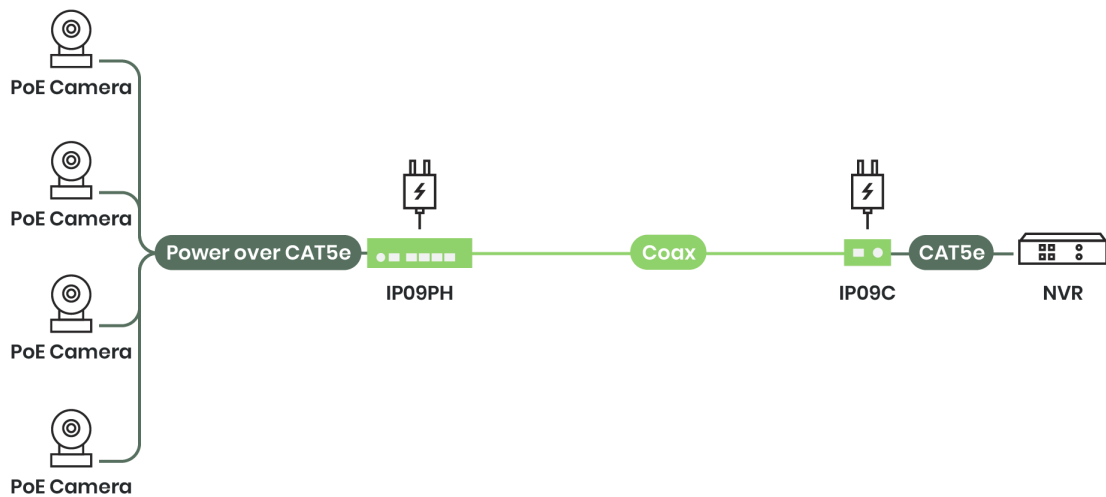 PoE Camera
PoE Camera
Power over CAT5e
Coax
CAT5e
IP09PH
IP09C
NVR
PoE Camera
PoE Camera